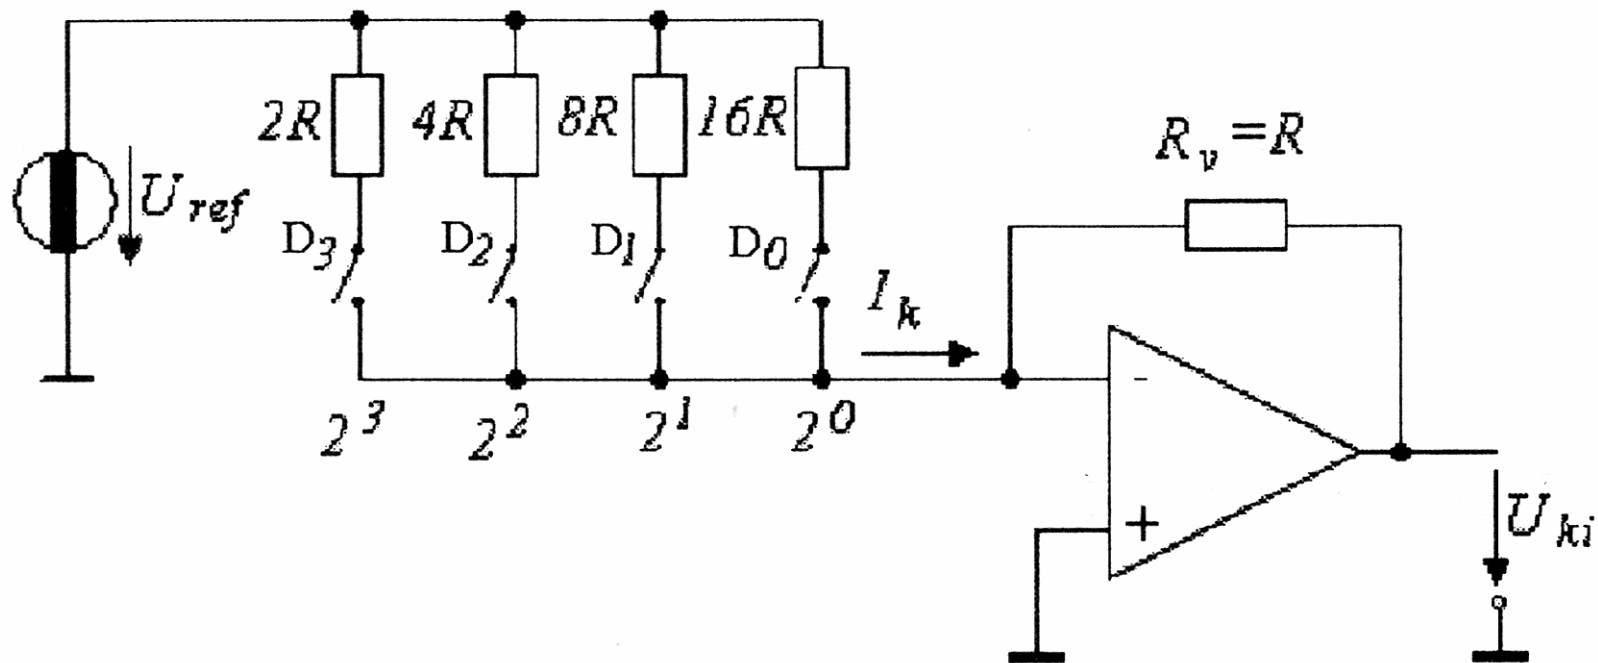 2R 4R 8R 16R
R_v=R
U_ref
D_3 D_2 D_1 D_0
I_k
2^3 2^2 2^1 2^0
-
+
U_ki